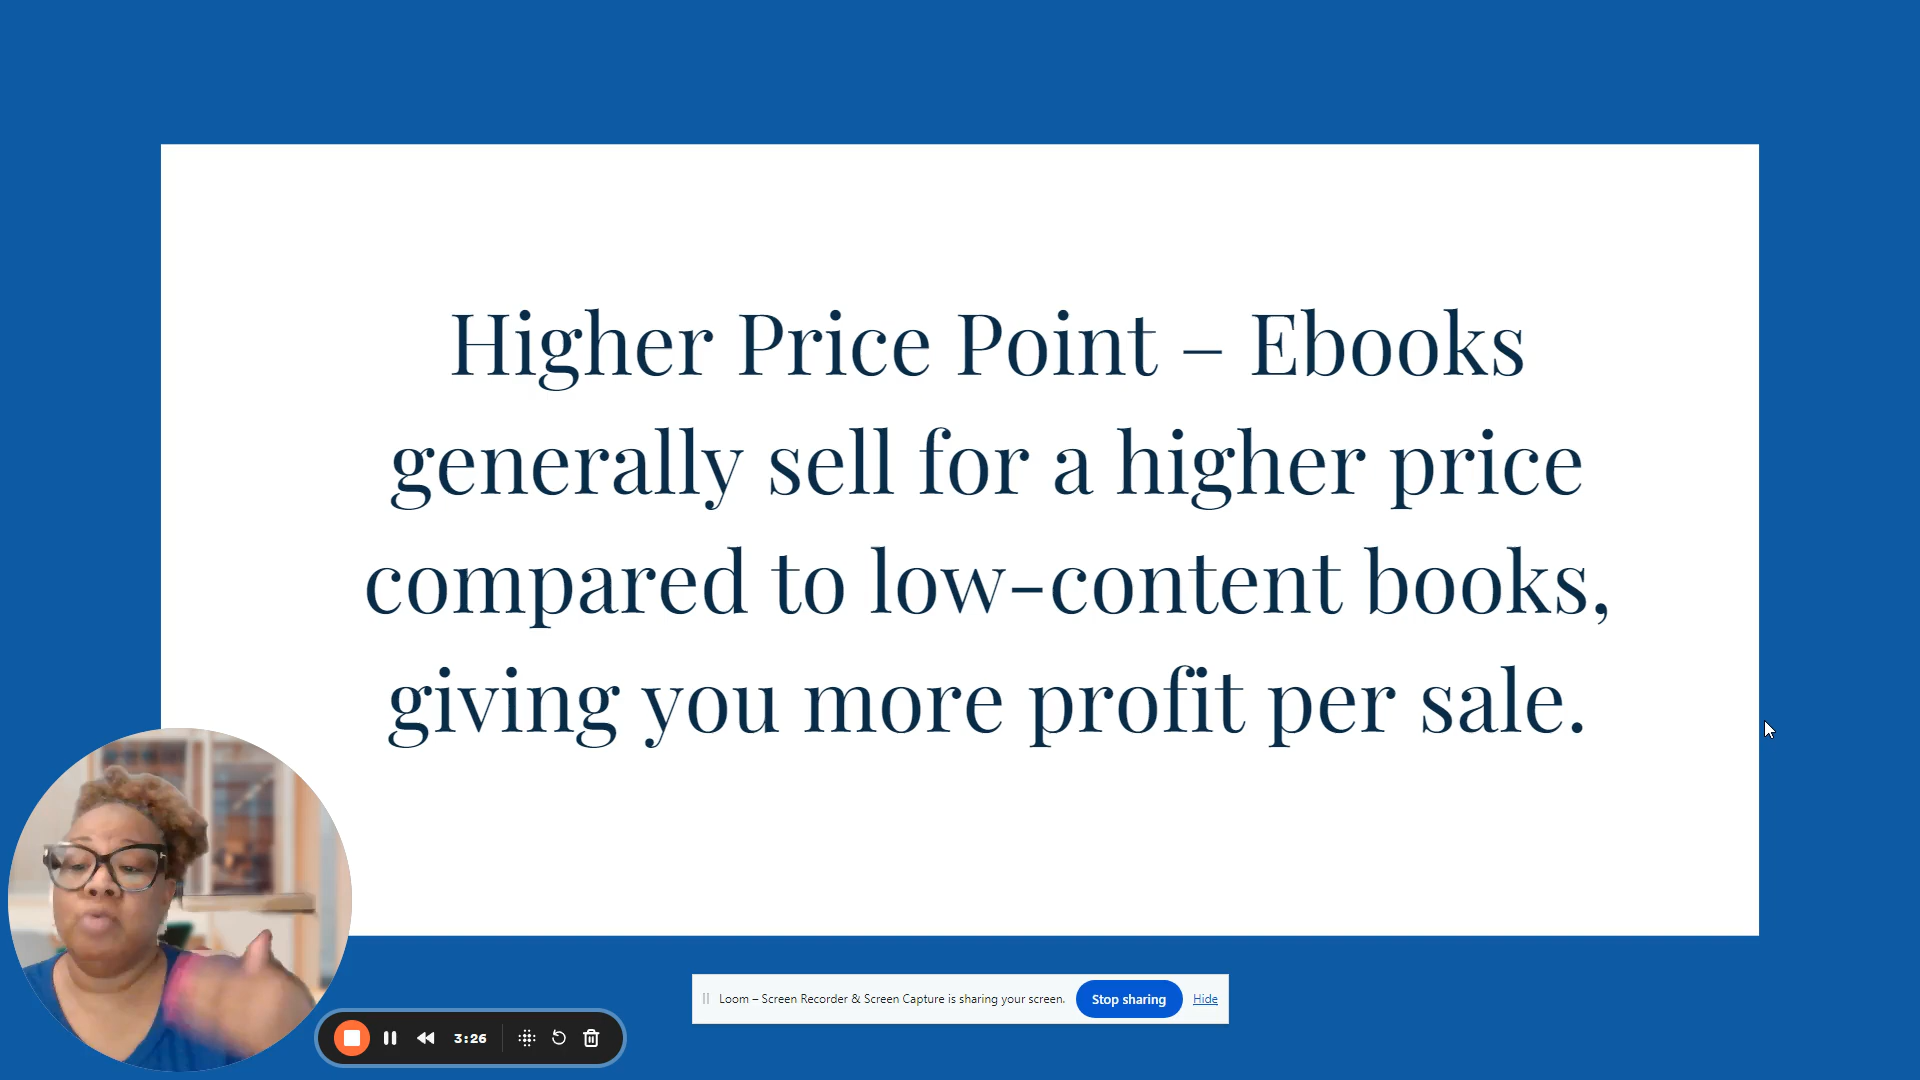 Higher Price Point – Ebooks
generally sell for a higher price
compared to low-content books,
giving you more profit per sale.
Loom – Screen Recorder & Screen Capture is sharing your screen.
Stop sharing
Hide
3:26